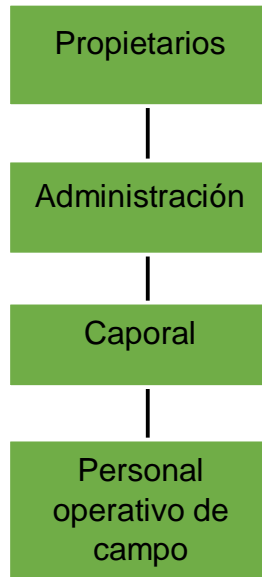 Propietarios
Administración
Caporal
Personal
operativo de
campo